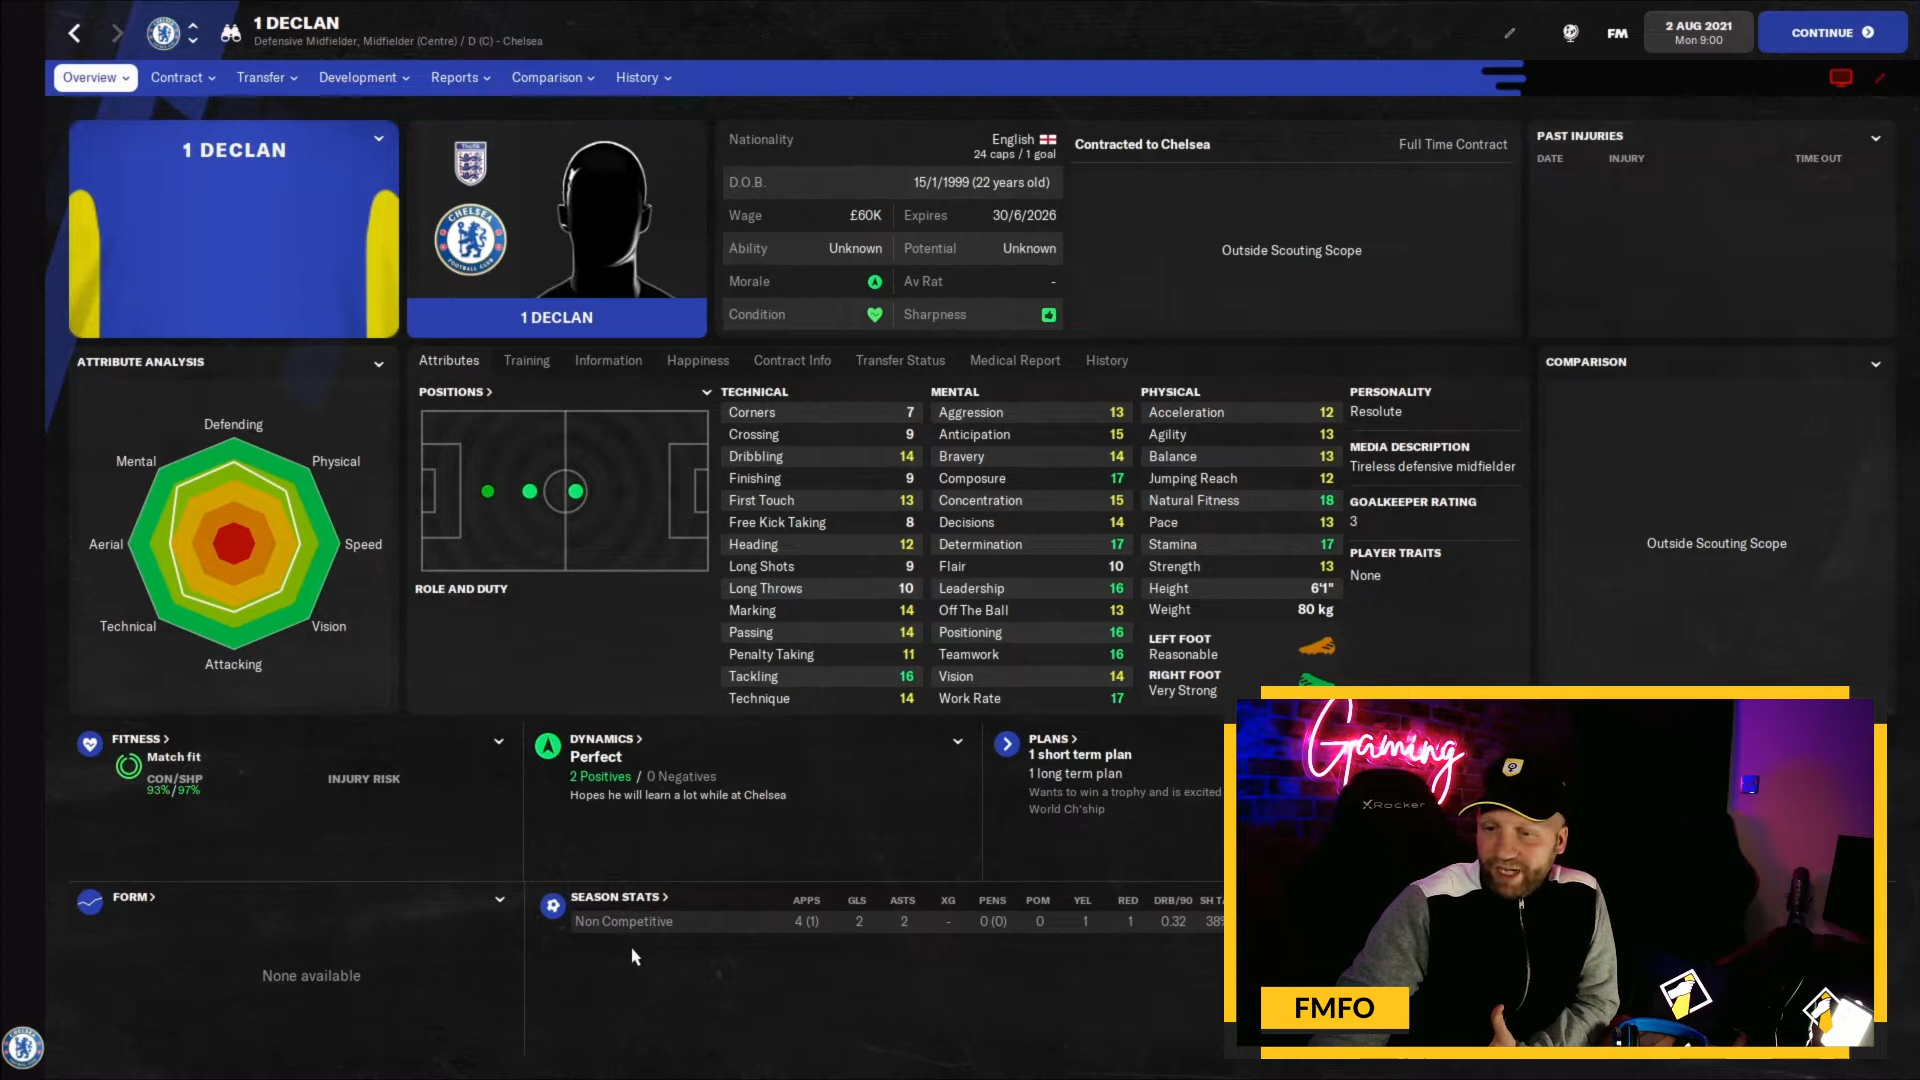 1 DECLAN
Defensive Midfielder, Midfielder (Centre) / D (C) - Chelsea
FM
2 AUG 2021
Mon 9:00
CONTINUE
Overview Contract Transfer Development Reports Comparison History
1 DECLAN
CHELSEA
FOOTBALL CLUB
1 DECLAN
Nationality English
24 caps / 1 goal
D.O.B. 15/1/1999 (22 years old)
Wage £60K Expires 30/6/2026
Ability Unknown Potential Unknown
Morale Av Rat -
Condition Sharpness
Contracted to Chelsea Full Time Contract
Outside Scouting Scope
PAST INJURIES
DATE INJURY TIME OUT
ATTRIBUTE ANALYSIS
Defending
Mental Physical
Aerial Speed
Technical Vision
Attacking
Attributes Training Information Happiness Contract Info Transfer Status Medical Report History
POSITIONS >
ROLE AND DUTY
TECHNICAL
Corners 7
Crossing 9
Dribbling 14
Finishing 9
First Touch 13
Free Kick Taking 8
Heading 12
Long Shots 9
Long Throws 10
Marking 14
Passing 14
Penalty Taking 11
Tackling 16
Technique 14
MENTAL
Aggression 13
Anticipation 15
Bravery 14
Composure 17
Concentration 15
Decisions 14
Determination 17
Flair 10
Leadership 16
Off The Ball 13
Positioning 16
Teamwork 16
Vision 14
Work Rate 17
PHYSICAL
Acceleration 12
Agility 13
Balance 13
Jumping Reach 12
Natural Fitness 18
Pace 13
Stamina 17
Strength 13
Height 6'1"
Weight 80 kg
LEFT FOOT
Reasonable
RIGHT FOOT
Very Strong
PERSONALITY
Resolute
MEDIA DESCRIPTION
Tireless defensive midfielder
GOALKEEPER RATING
3
PLAYER TRAITS
None
COMPARISON
Outside Scouting Scope
FITNESS >
Match fit
CON/SHP
93%/97%
INJURY RISK
DYNAMICS >
Perfect
2 Positives / 0 Negatives
Hopes he will learn a lot while at Chelsea
PLANS >
1 short term plan
1 long term plan
Wants to win a trophy and is excited
World Ch'ship
FORM >
None available
SEASON STATS >
APPS GLS ASTS XG PENS POM YEL RED DRB/90 SH
Non Competitive 4 (1) 2 2 - 0 (0) 0 1 1 0.32 38%
Gaming
XRocker
FMFO